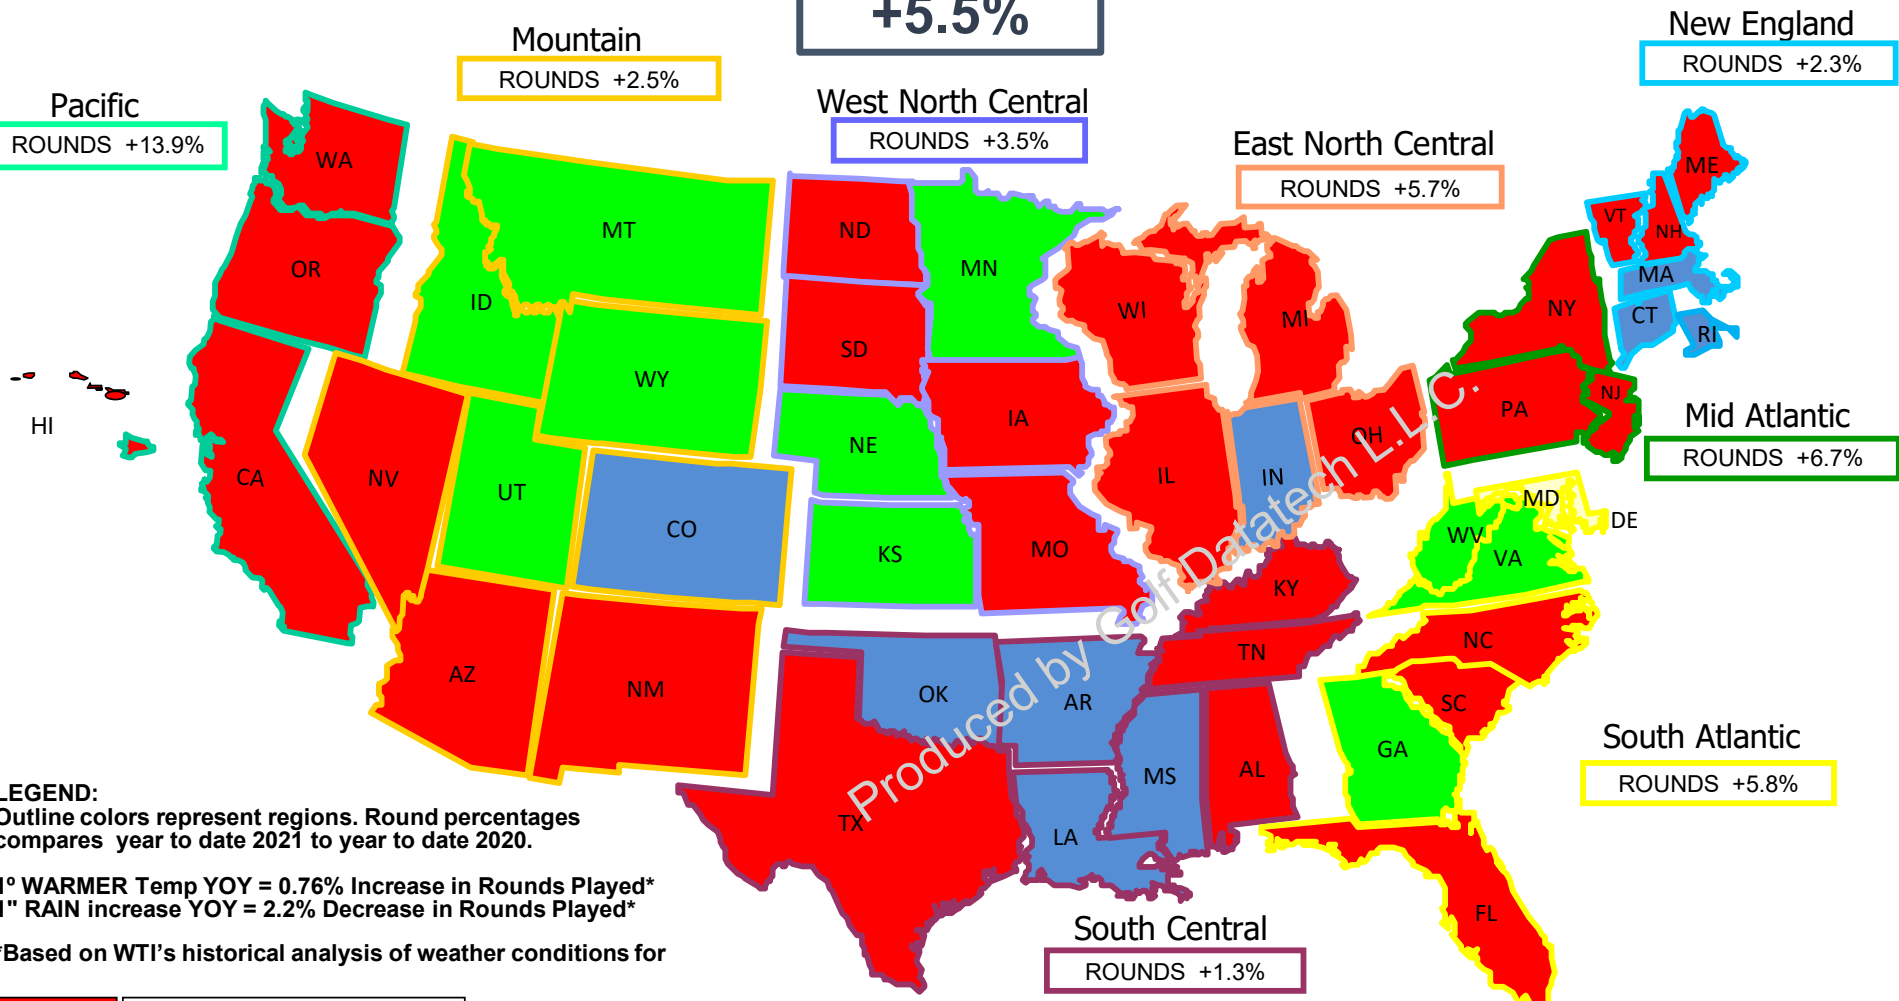 +5.5%
New England
ROUNDS +2.3%
Mountain
ROUNDS +2.5%
Pacific
ROUNDS +13.9%
West North Central
ROUNDS +3.5%
East North Central
ROUNDS +5.7%
WA
OR
CA
HI
MT
ID
WY
NV
UT
CO
AZ
NM
ND
SD
NE
KS
MN
IA
MO
WI
MI
IL
IN
OH
ME
VT
NH
MA
CT
RI
NY
PA
NJ
Mid Atlantic
ROUNDS +6.7%
MD
DE
WV
VA
NC
SC
GA
FL
KY
TN
OK
AR
TX
LA
MS
AL
South Atlantic
ROUNDS +5.8%
South Central
ROUNDS +1.3%
Produced by Golf Datatech L.L.C.
LEGEND:
Outline colors represent regions. Round percentages
compares year to date 2021 to year to date 2020.
1º WARMER Temp YOY = 0.76% Increase in Rounds Played*
1" RAIN increase YOY = 2.2% Decrease in Rounds Played*
*Based on WTI's historical analysis of weather conditions for